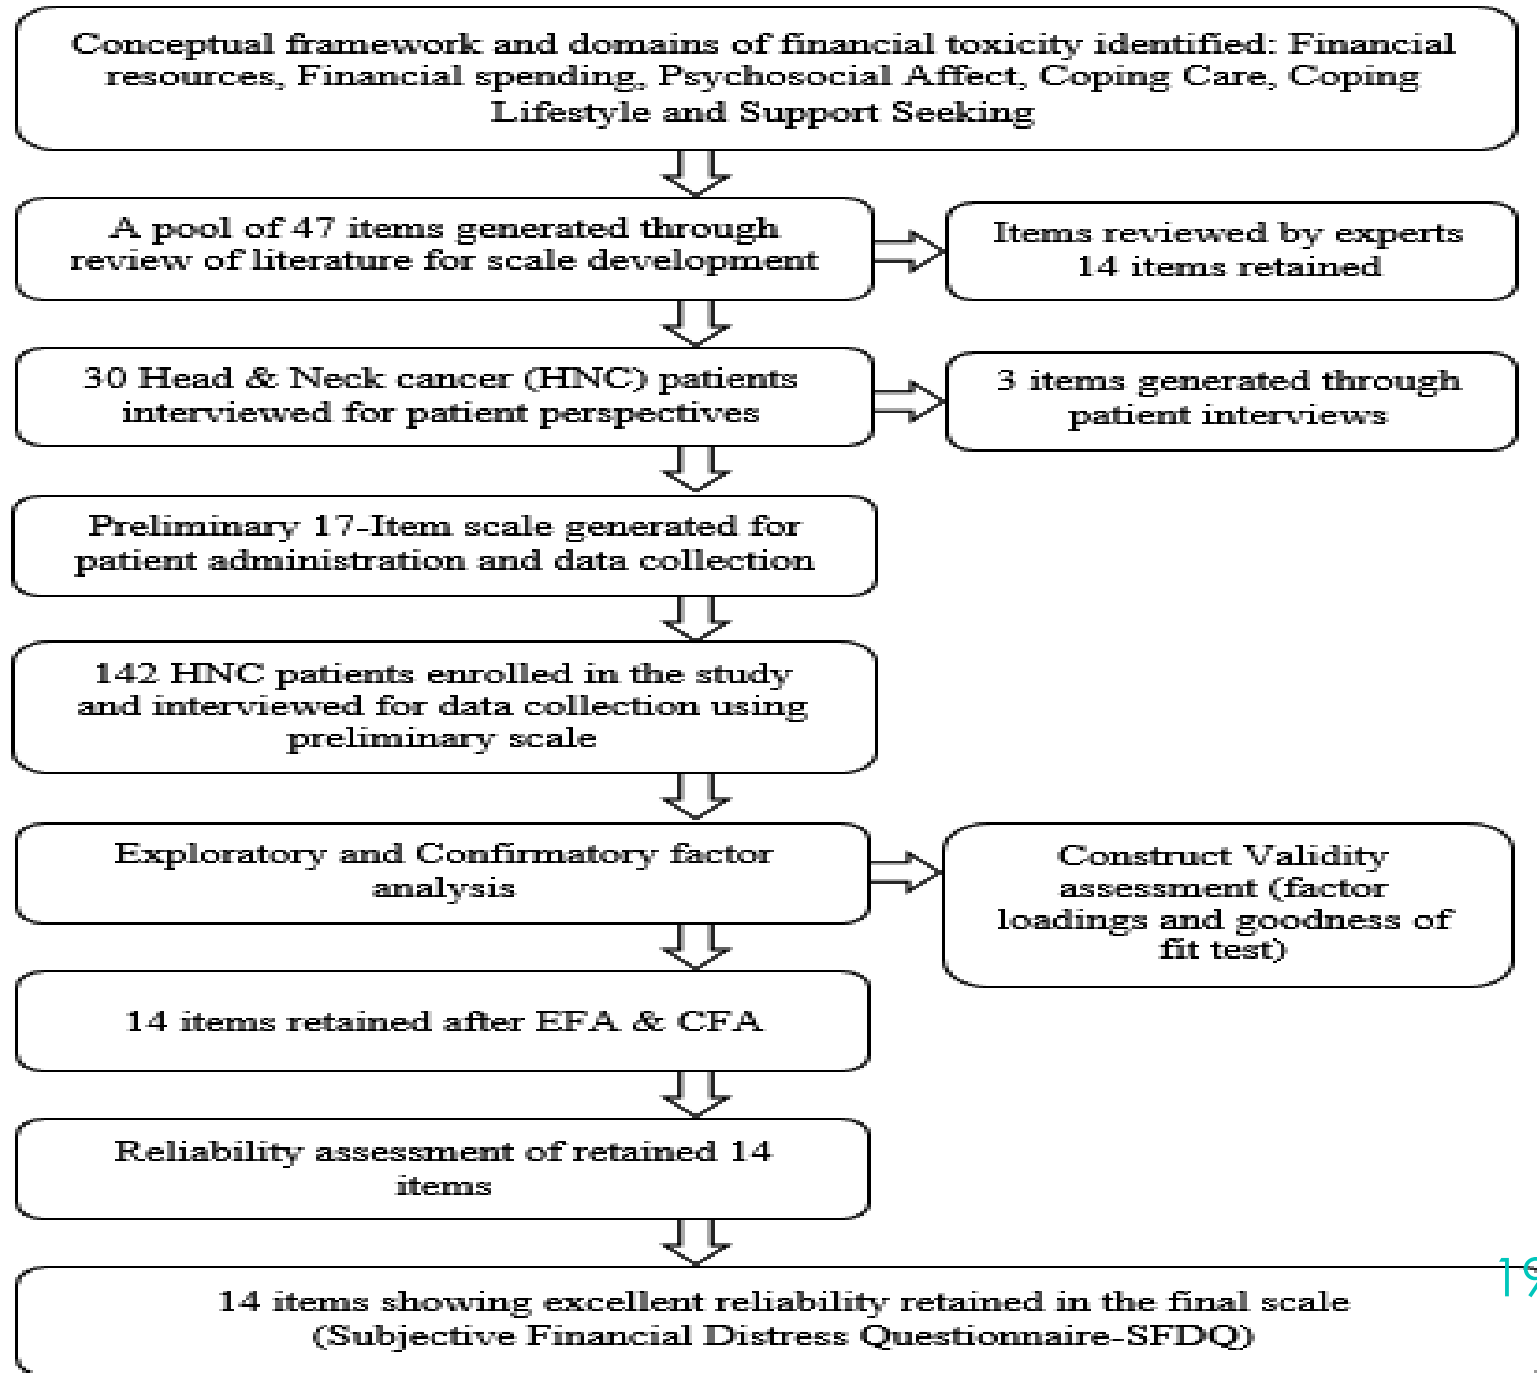 Conceptual framework and domains of financial toxicity identified: Financial
resources, Financial spending, Psychosocial Affect, Coping Care, Coping
Lifestyle and Support Seeking
A pool of 47 items generated through
review of literature for scale development
Items reviewed by experts
14 items retained
30 Head & Neck cancer (HNC) patients
interviewed for patient perspectives
3 items generated through
patient interviews
Preliminary 17-Item scale generated for
patient administration and data collection
142 HNC patients enrolled in the study
and interviewed for data collection using
preliminary scale
Exploratory and Confirmatory factor
analysis
Construct Validity
assessment (factor
loadings and goodness of
fit test)
14 items retained after EFA & CFA
Reliability assessment of retained 14
items
19
14 items showing excellent reliability retained in the final scale
(Subjective Financial Distress Questionnaire-SFDQ)